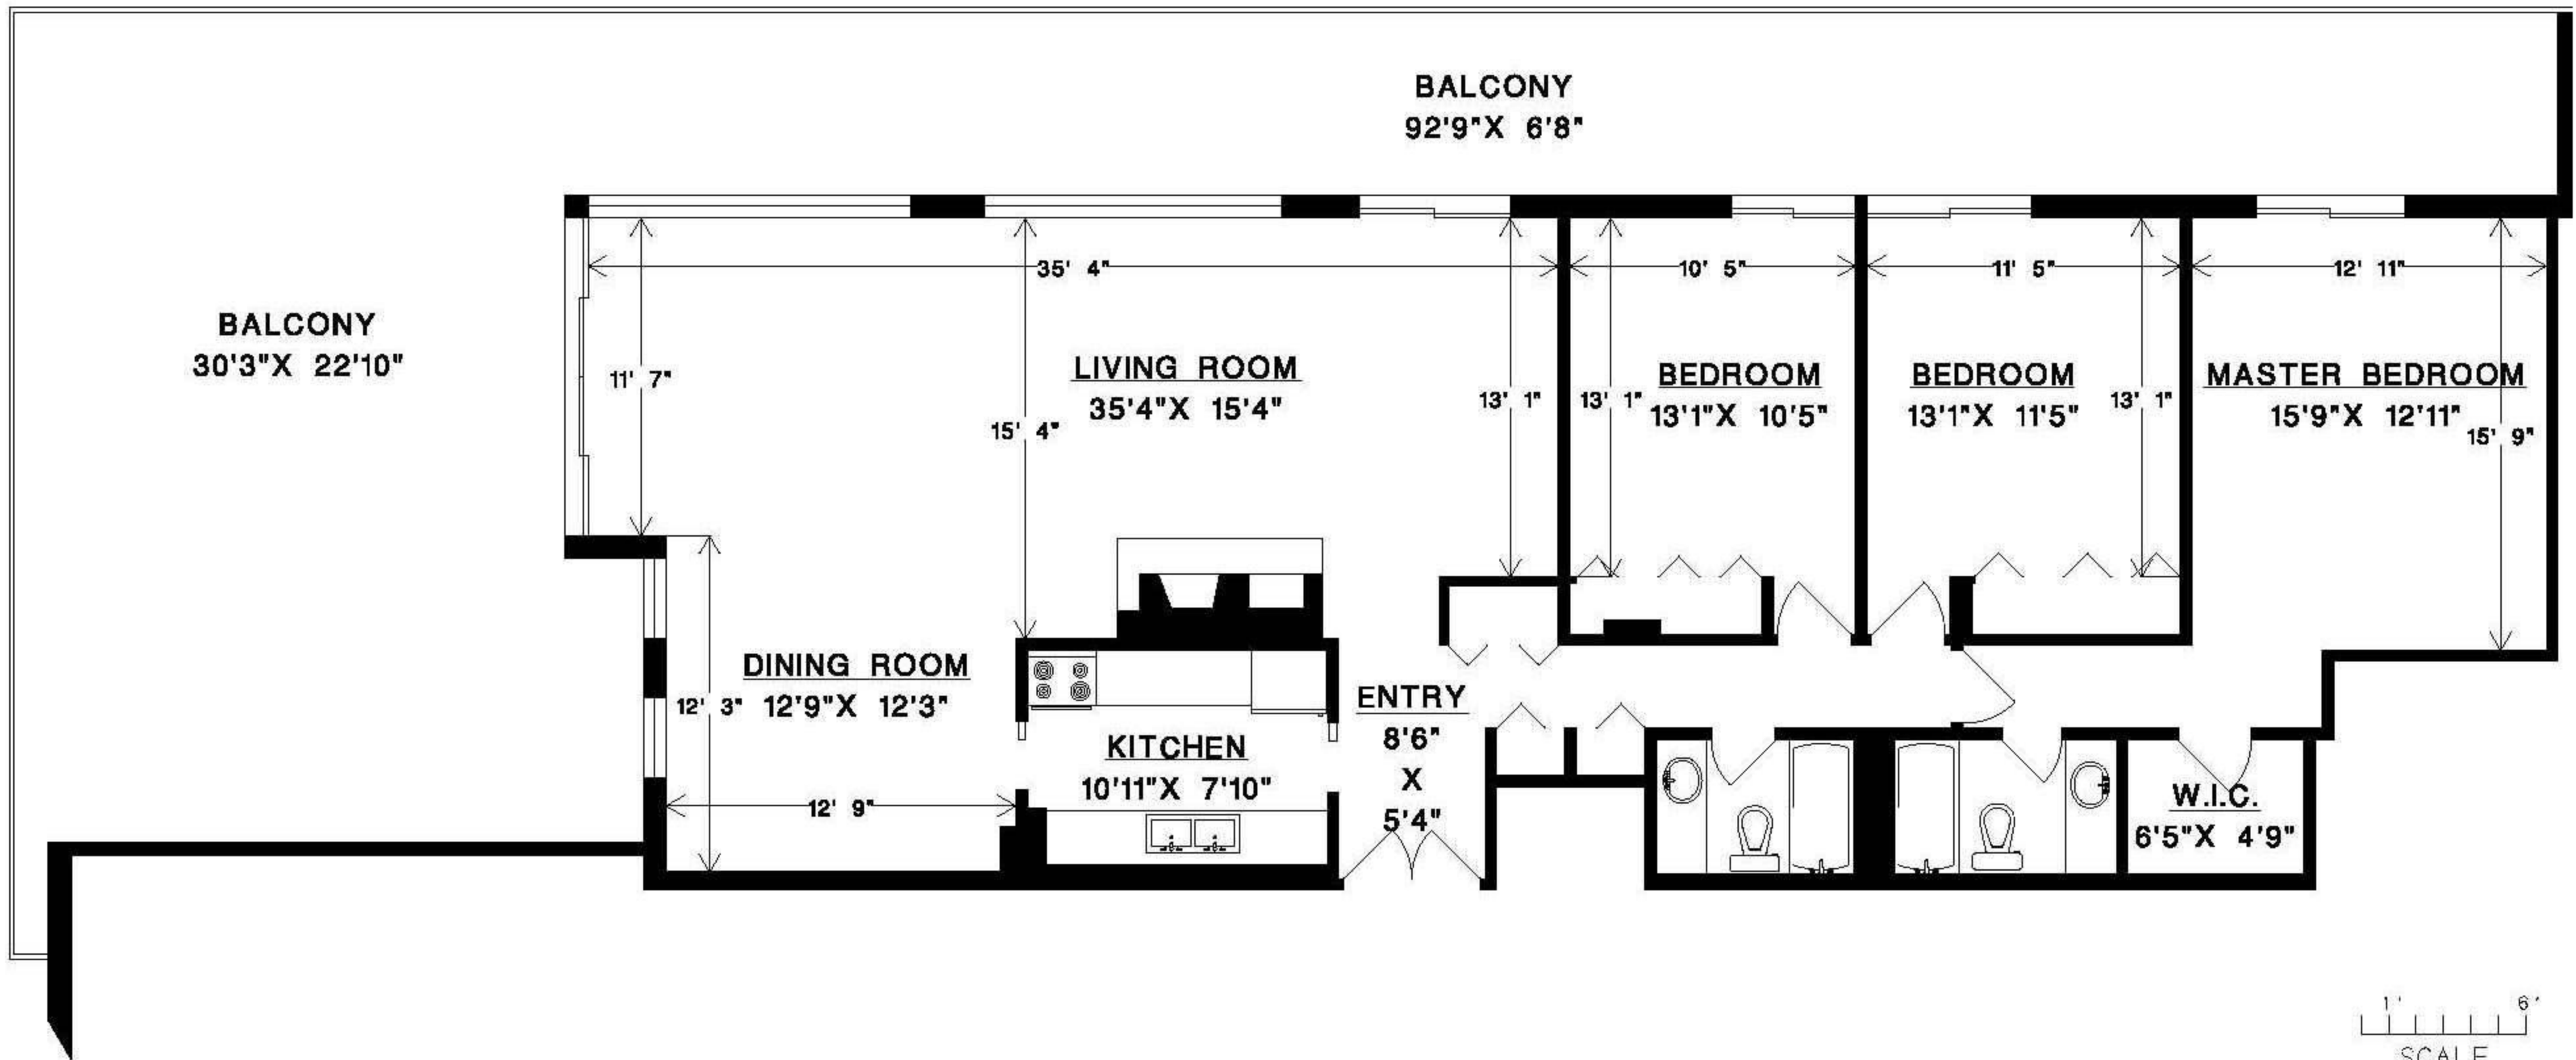 BALCONY
92'9"X 6'8"
BALCONY
30'3"X 22'10"
35' 4"
10' 5"
11' 5"
12' 11"
11' 7"
15' 4"
LIVING ROOM
35'4"X 15'4"
13' 1"
13' 1"
BEDROOM
13'1"X 10'5"
BEDROOM
13'1"X 11'5"
13' 1"
MASTER BEDROOM
15'9"X 12'11"
15' 9"
DINING ROOM
12'9"X 12'3"
12' 3"
12' 9"
KITCHEN
10'11"X 7'10"
ENTRY
8'6"
X
5'4"
W.I.C.
6'5"X 4'9"
1' 6'
SCALE